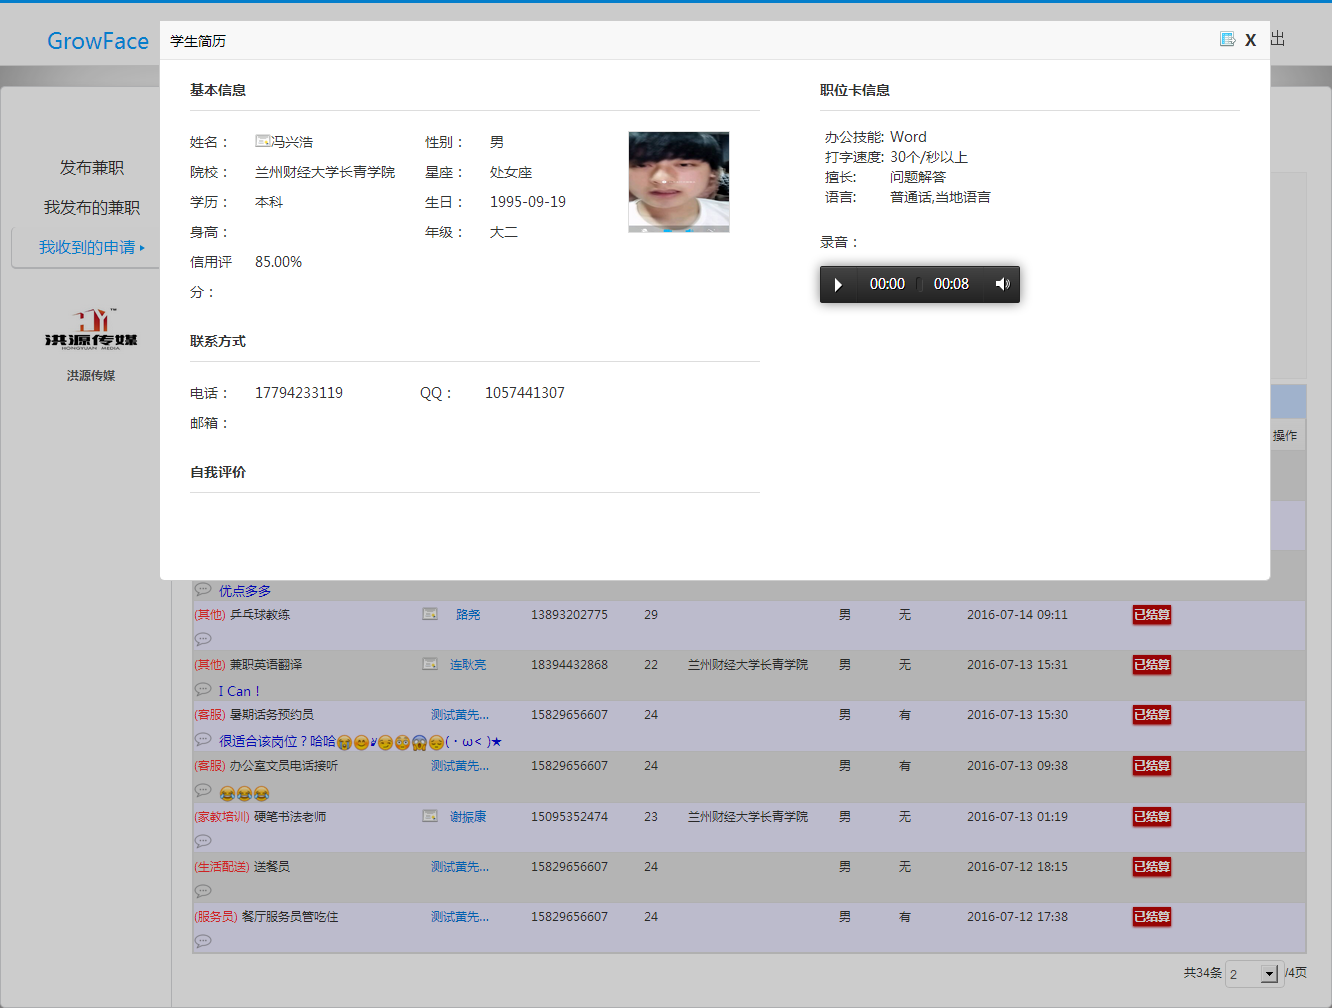 GrowFace
学生简历
X
出
发布兼职
我发布的兼职
我收到的申请
HY™
洪源传媒
HONGYUAN MEDIA
洪源传媒
基本信息
姓名： 冯兴浩 性别： 男
院校： 兰州财经大学长青学院 星座： 处女座
学历： 本科 生日： 1995-09-19
身高： 年级： 大二
信用评分： 85.00%
联系方式
电话： 17794233119 QQ： 1057441307
邮箱：
自我评价
职位卡信息
办公技能: Word
打字速度: 30个/秒以上
擅长: 问题解答
语言: 普通话,当地语言
录音：
00:00 00:08
操作
优点多多
(其他) 乒乓球教练 路尧 13893202775 29 男 无 2016-07-14 09:11 已结算
(其他) 兼职英语翻译 连耿亮 18394432868 22 兰州财经大学长青学院 男 无 2016-07-13 15:31 已结算
I Can！
(客服) 暑期话务预约员 测试黄先... 15829656607 24 男 有 2016-07-13 15:30 已结算
很适合该岗位？哈哈😭😊✌😏😳😱😔(・ω< )★
(客服) 办公室文员电话接听 测试黄先... 15829656607 24 男 有 2016-07-13 09:38 已结算
😂😂😂
(家教培训) 硬笔书法老师 谢振康 15095352474 23 兰州财经大学长青学院 男 无 2016-07-13 01:19 已结算
(生活配送) 送餐员 测试黄先... 15829656607 24 男 无 2016-07-12 18:15 已结算
(服务员) 餐厅服务员管吃住 测试黄先... 15829656607 24 男 有 2016-07-12 17:38 已结算
共34条 2 /4页